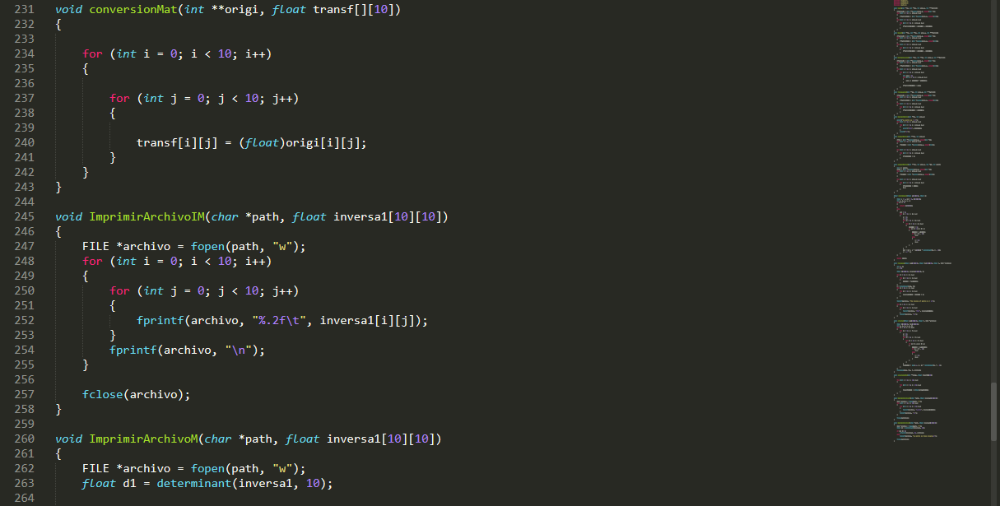 231 void conversionMat(int **origi, float transf[][10])
232 {
233
234     for (int i = 0; i < 10; i++)
235     {
236
237         for (int j = 0; j < 10; j++)
238         {
239
240             transf[i][j] = (float)origi[i][j];
241         }
242     }
243 }
244
245 void ImprimirArchivoIM(char *path, float inversa1[10][10])
246 {
247     FILE *archivo = fopen(path, "w");
248     for (int i = 0; i < 10; i++)
249     {
250         for (int j = 0; j < 10; j++)
251         {
252             fprintf(archivo, "%.2f\t", inversa1[i][j]);
253         }
254         fprintf(archivo, "\n");
255     }
256
257     fclose(archivo);
258 }
259
260 void ImprimirArchivoM(char *path, float inversa1[10][10])
261 {
262     FILE *archivo = fopen(path, "w");
263     float d1 = determinant(inversa1, 10);
264